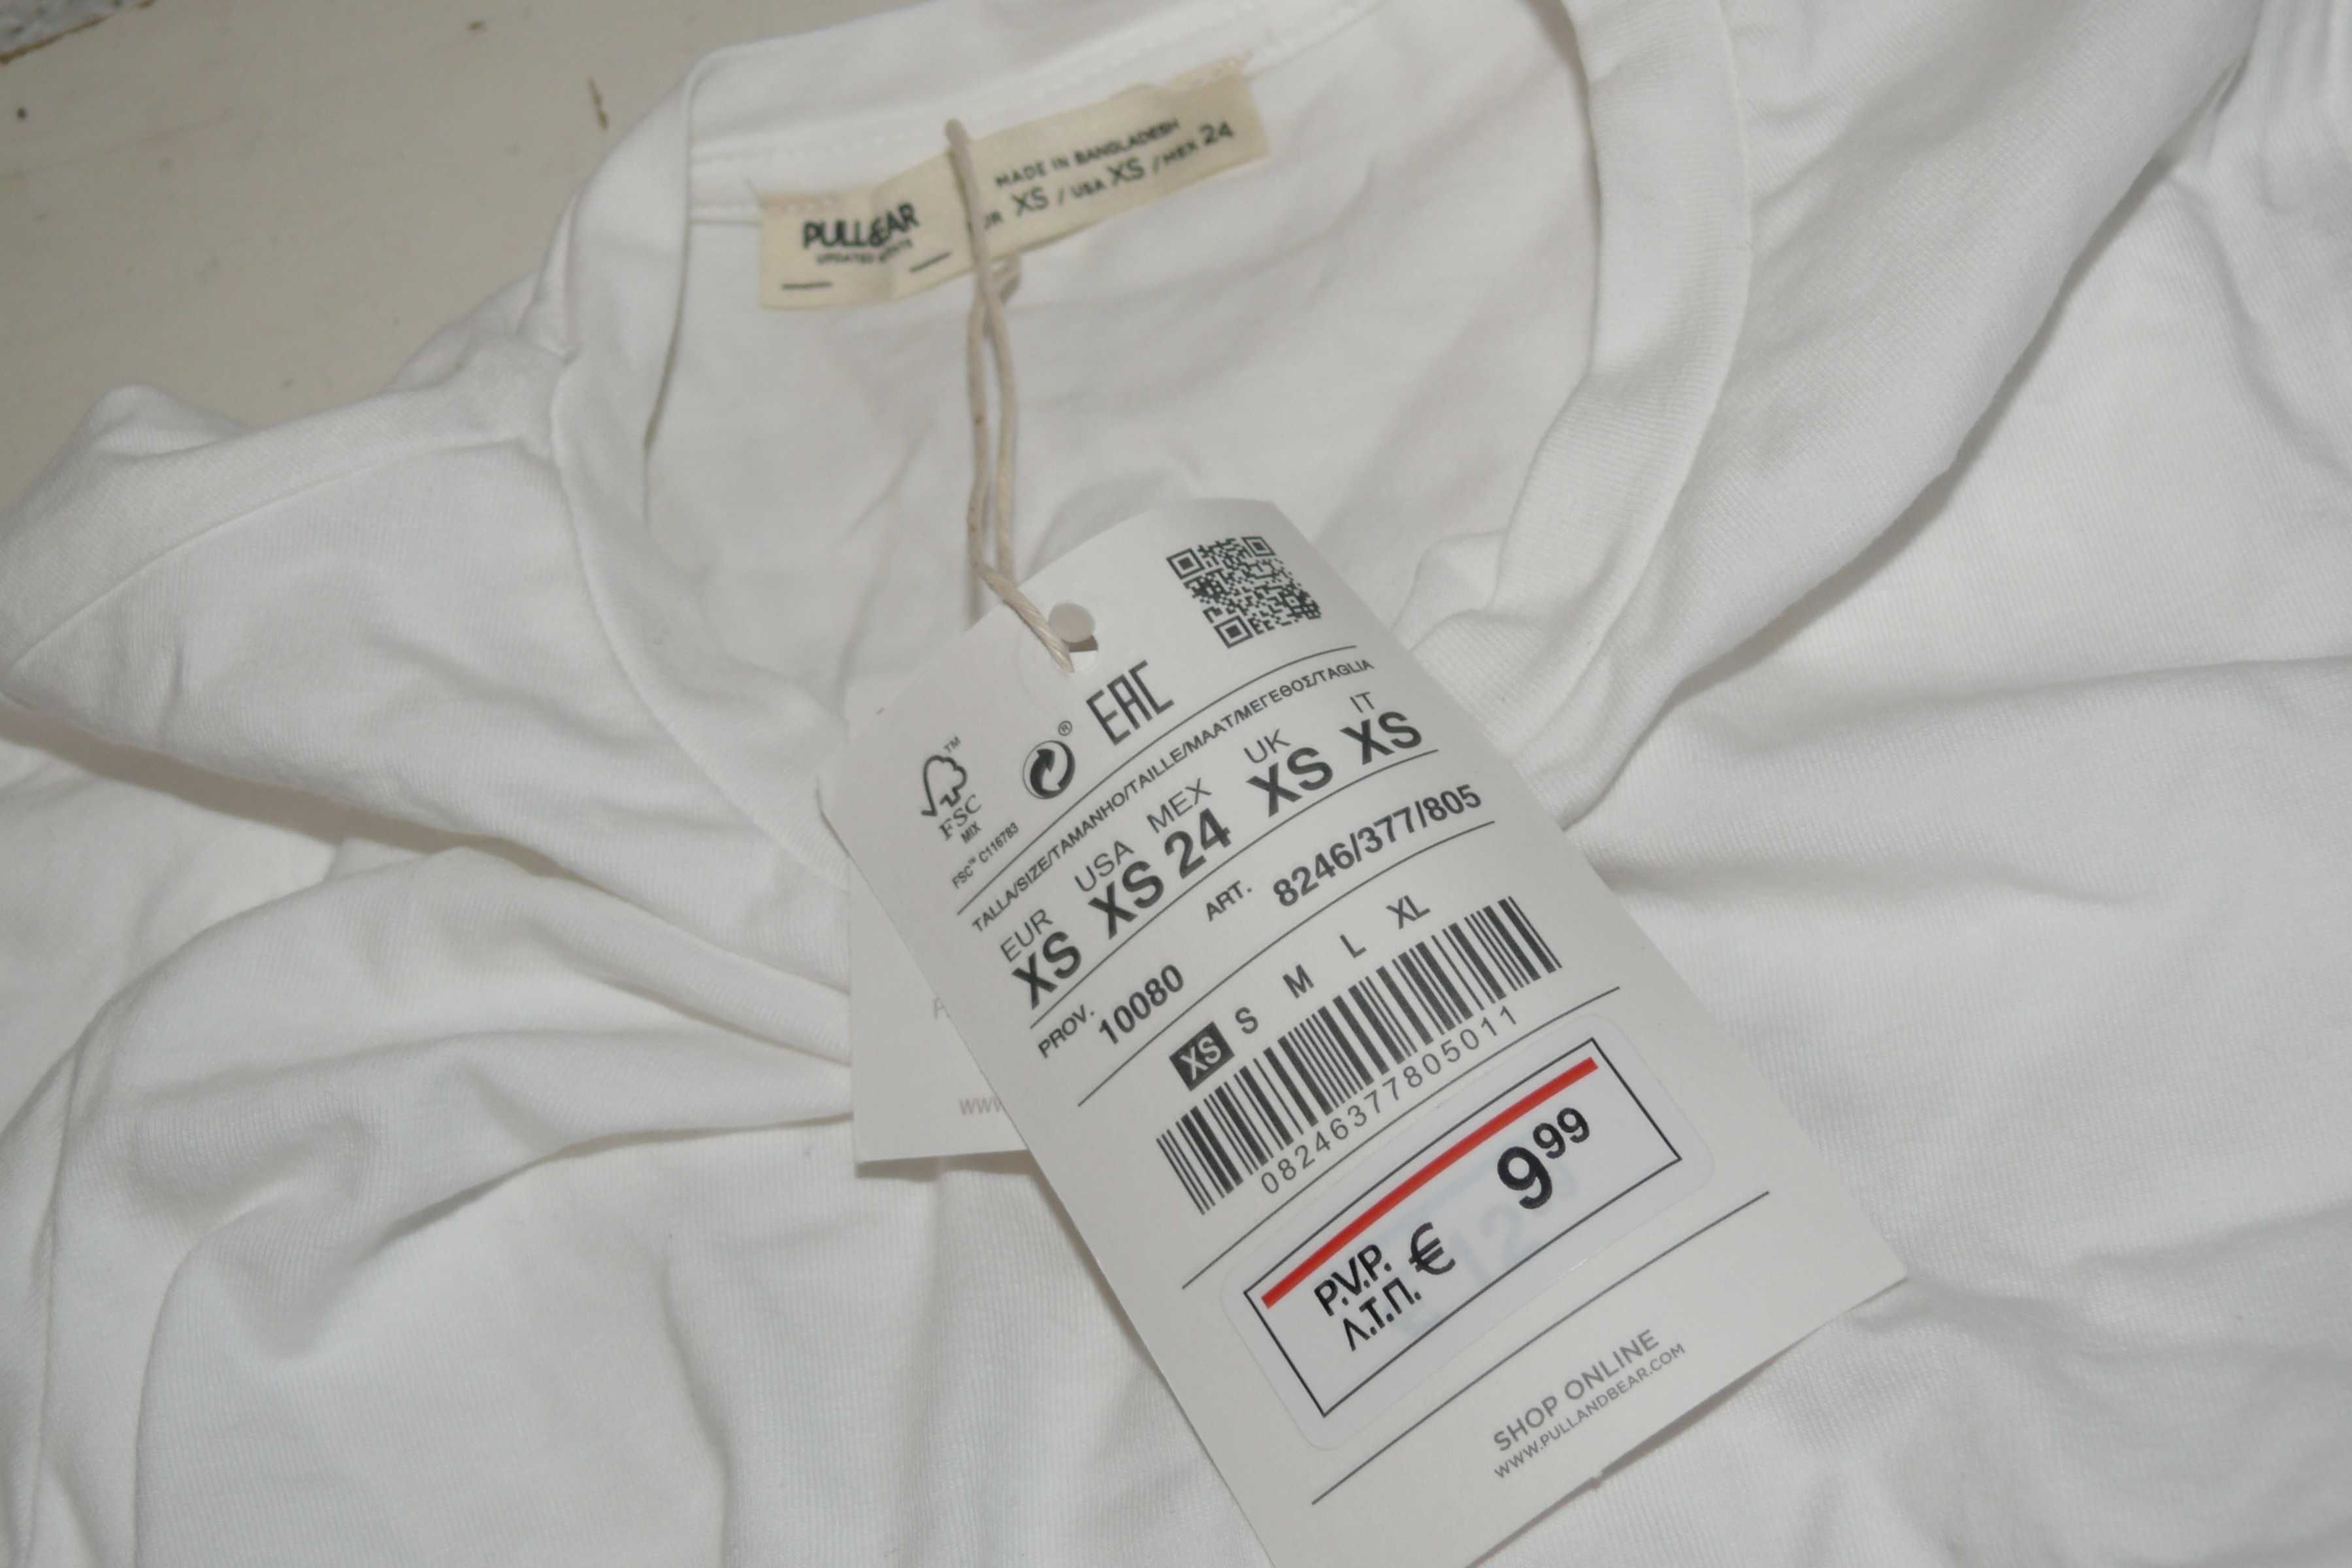 MADE IN BANGLADESH
PULL&BEAR
XS / USA XS / MEX 24
EAC
FSC™
MIX
FSC™ C116783
®
TALLA/SIZE/TAMANHO/TAILLE/MAAT/ΜΕΓΕΘΟΣ/TAGLIA
EUR USA MEX UK IT
XS XS 24 XS XS
PROV. 10080 ART. 8246/377/805
XS S M L XL
08246377805011
P.V.P. € 9⁹⁹
Λ.Τ.Π.
SHOP ONLINE
WWW.PULLANDBEAR.COM